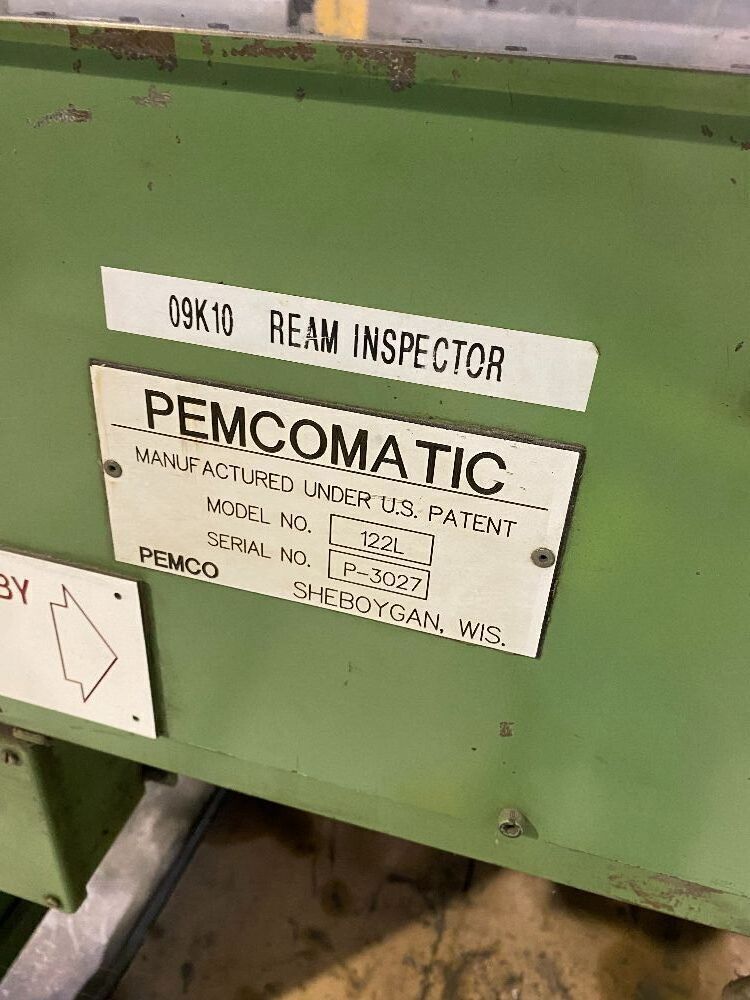 09K10 REAM INSPECTOR
PEMCOMATIC
MANUFACTURED UNDER U.S. PATENT
MODEL NO. 122L
SERIAL NO. P-3027
PEMCO
SHEBOYGAN, WIS.
BY